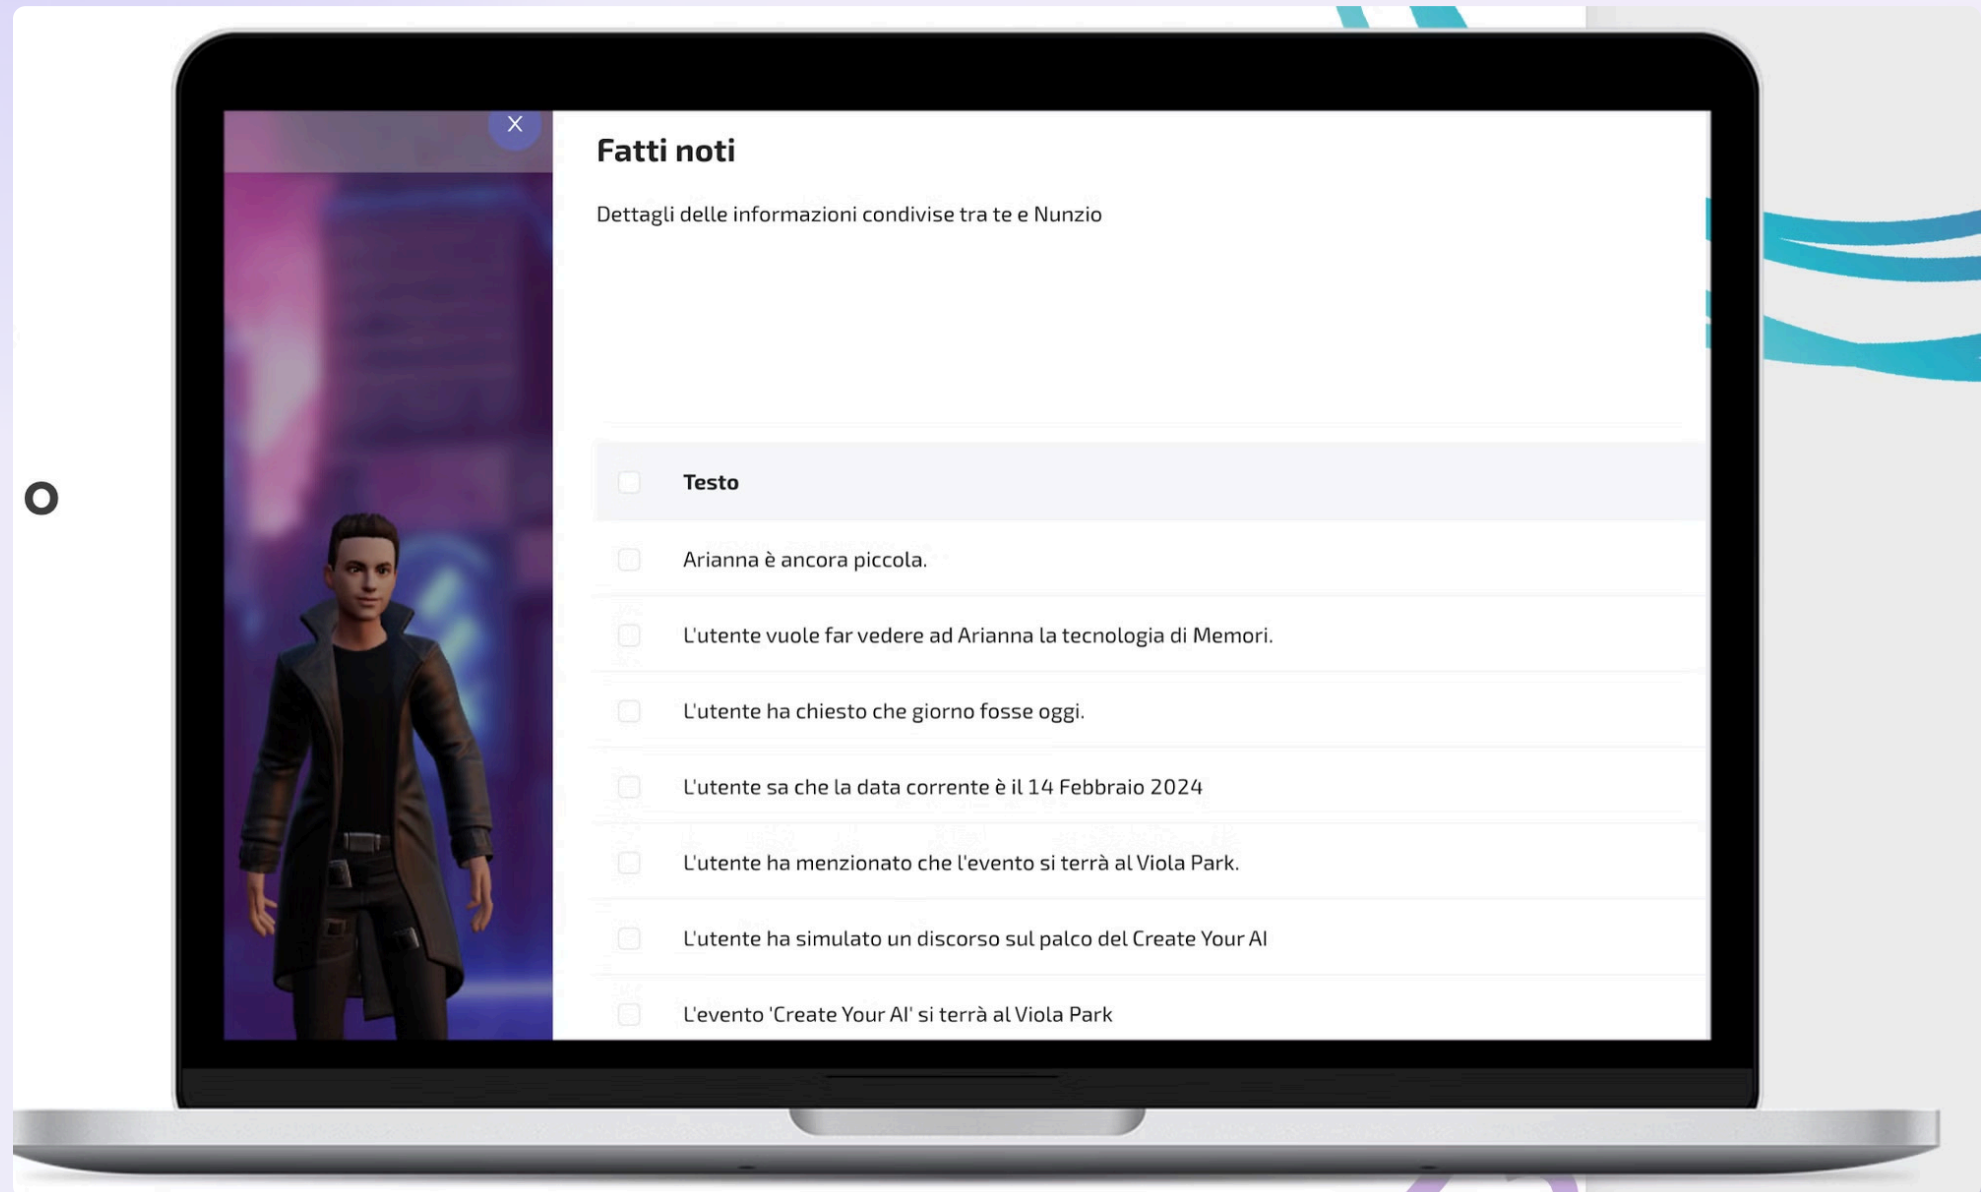 X
Fatti noti
Dettagli delle informazioni condivise tra te e Nunzio
o
Testo
Arianna è ancora piccola.
L'utente vuole far vedere ad Arianna la tecnologia di Memori.
L'utente ha chiesto che giorno fosse oggi.
L'utente sa che la data corrente è il 14 Febbraio 2024
L'utente ha menzionato che l'evento si terrà al Viola Park.
L'utente ha simulato un discorso sul palco del Create Your AI
L'evento 'Create Your AI' si terrà al Viola Park